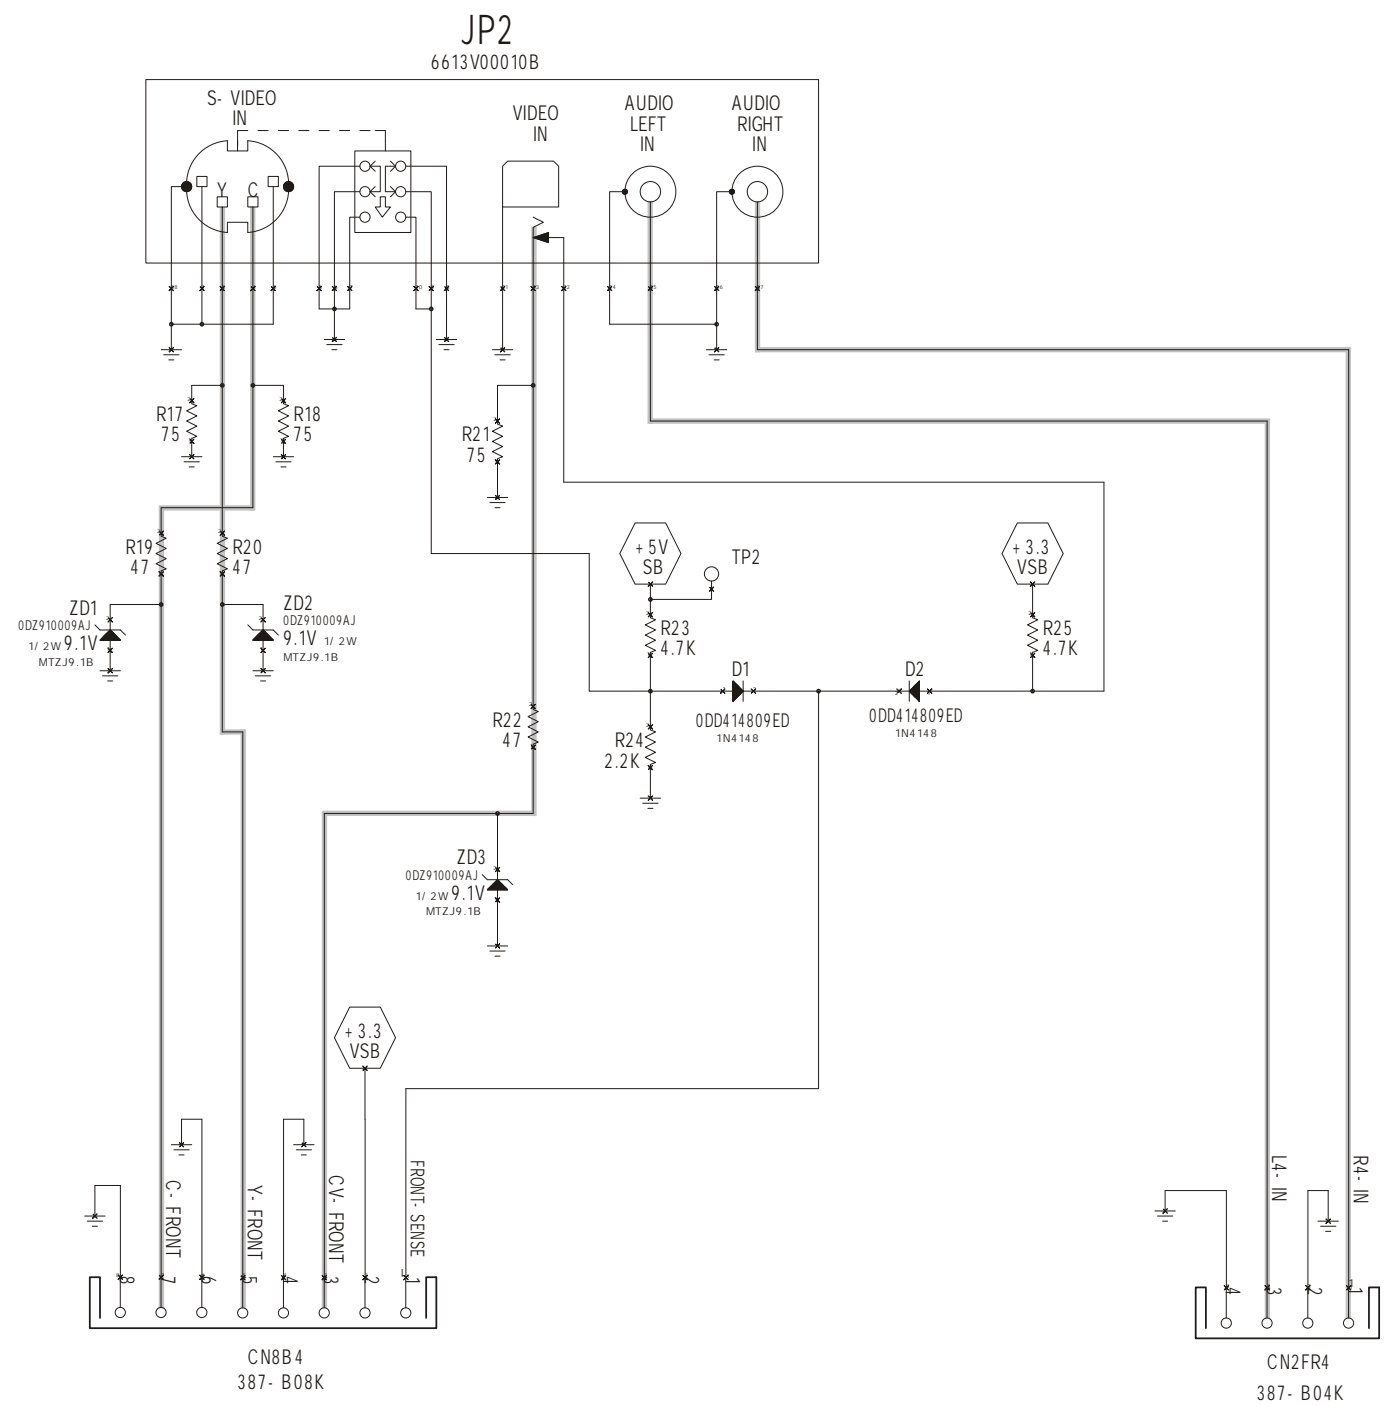 JP2
6613V00010B
S- VIDEO
IN
VIDEO
IN
AUDIO
LEFT
IN
AUDIO
RIGHT
IN
Y
C
R17
75
R18
75
R21
75
R19
47
R20
47
ZD1
0DZ910009AJ
1/ 2W 9.1V
MTZJ9.1B
ZD2
0DZ910009AJ
9.1V 1/ 2W
MTZJ9.1B
+ 5V
SB
TP2
+ 3.3
VSB
R23
4.7K
R25
4.7K
D1
0DD414809ED
1N4148
D2
0DD414809ED
1N4148
R22
47
R24
2.2K
ZD3
0DZ910009AJ
1/ 2W 9.1V
MTZJ9.1B
+ 3.3
VSB
C- FRONT
Y- FRONT
CV- FRONT
FRONT- SENSE
L4- IN
R4- IN
8 7 6 5 4 3 2 1
4 3 2 1
CN8B4
387- B08K
CN2FR4
387- B04K